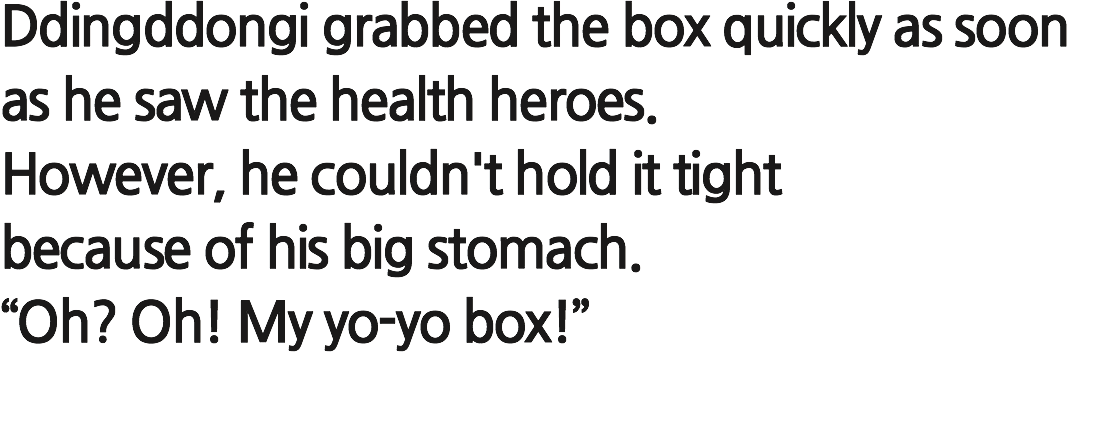 Ddingddongi grabbed the box quickly as soon
as he saw the health heroes.
However, he couldn't hold it tight
because of his big stomach.
“Oh? Oh! My yo-yo box!”